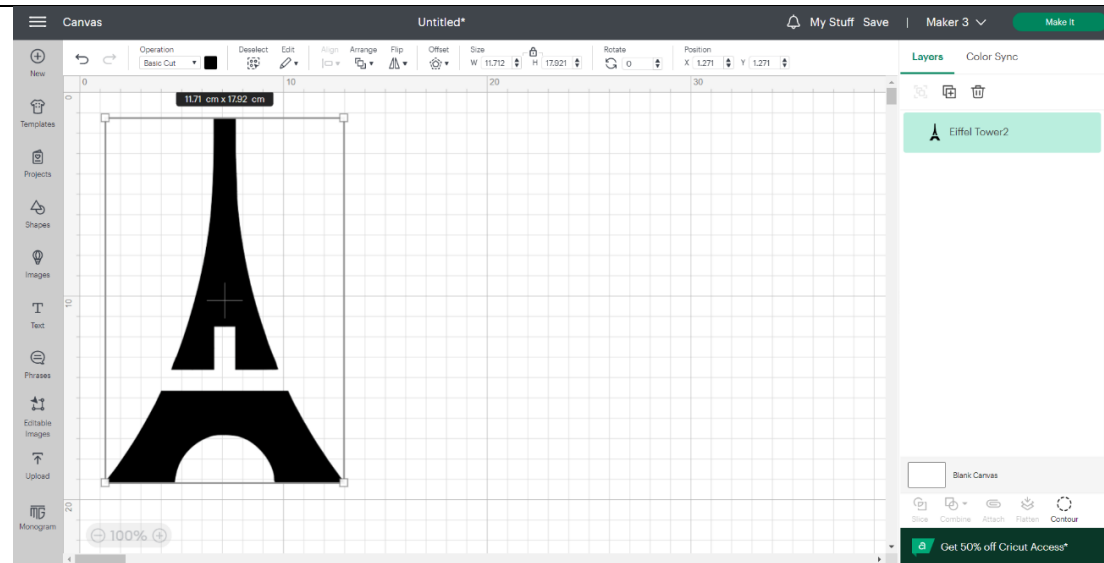 Canvas
Untitled*
My Stuff Save | Maker 3
Make It
New
Templates
Projects
Shapes
Images
Text
Phrases
Editable
Images
Upload
Monogram
Operation
Basic Cut
Deselect
Edit
Align
Arrange
Flip
Offset
Size
W 11.712
H 17.921
Rotate
0
Position
X 1.271
Y 1.271
0 10 20 30
0
10
20
11.71 cm x 17.92 cm
100%
Layers
Color Sync
Eiffel Tower2
Blank Canvas
Slice
Combine
Attach
Flatten
Contour
a
Get 50% off Cricut Access*